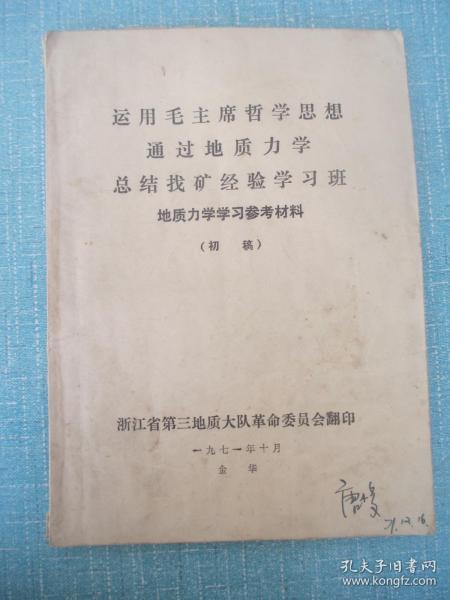 运用毛主席哲学思想
通过地质力学
总结找矿经验学习班
地质力学学习参考材料
（初 稿）
浙江省第三地质大队革命委员会翻印
一九七一年十月
金 华
孔夫子旧书网
www.kongfz.com